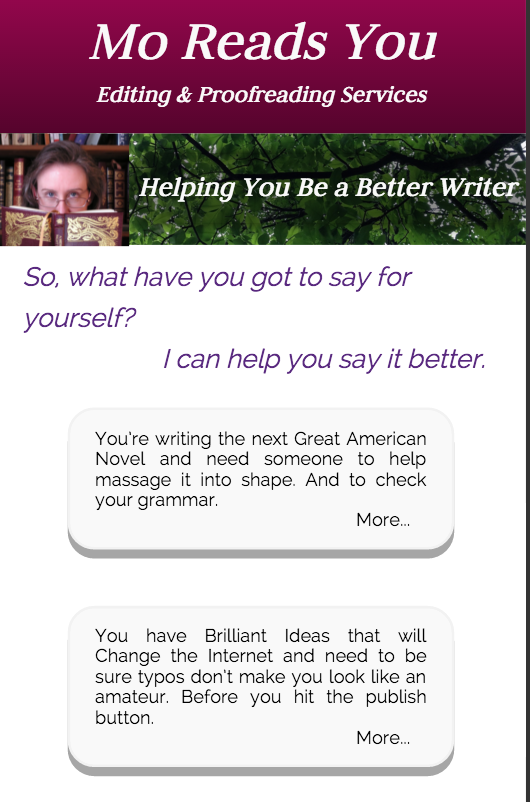 Mo Reads You
Editing & Proofreading Services
Helping You Be a Better Writer
So, what have you got to say for
yourself?
I can help you say it better.
You're writing the next Great American
Novel and need someone to help
massage it into shape. And to check
your grammar.
More...
You have Brilliant Ideas that will
Change the Internet and need to be
sure typos don't make you look like an
amateur. Before you hit the publish
button.
More...